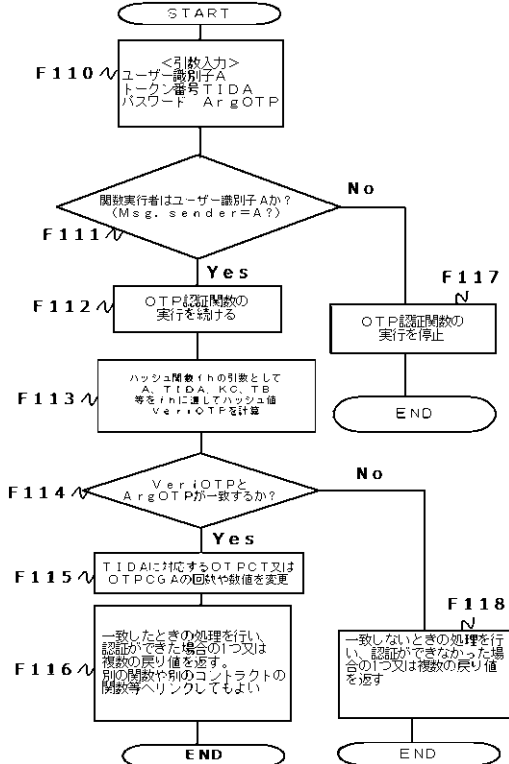 START
F110
<引数入力>
ユーザー識別子A
トークン番号TIDA
パスワード ArgOTP
関数実行者はユーザー識別子Aか?
(Msg. sender=A?)
F111
No
Yes
F112
OTP認証関数の
実行を続ける
F117
OTP認証関数の
実行を停止
END
F113
ハッシュ関数fhの引数として
A、TIDA、KC、TB
等をfhに通してハッシュ値
VeriOTPを計算
F114
VeriOTPと
ArgOTPが一致するか?
No
Yes
F115
TIDAに対応するOTPCT又は
OTPCGAの回数や数値を変更
F116
一致したときの処理を行い、
認証ができた場合の1つ又は
複数の戻り値を返す。
別の関数や別のコントラクトの
関数等へリンクしてもよい
END
F118
一致しないときの処理を行
い、認証ができなかった場
合の1つ又は複数の戻り値
を返す
END